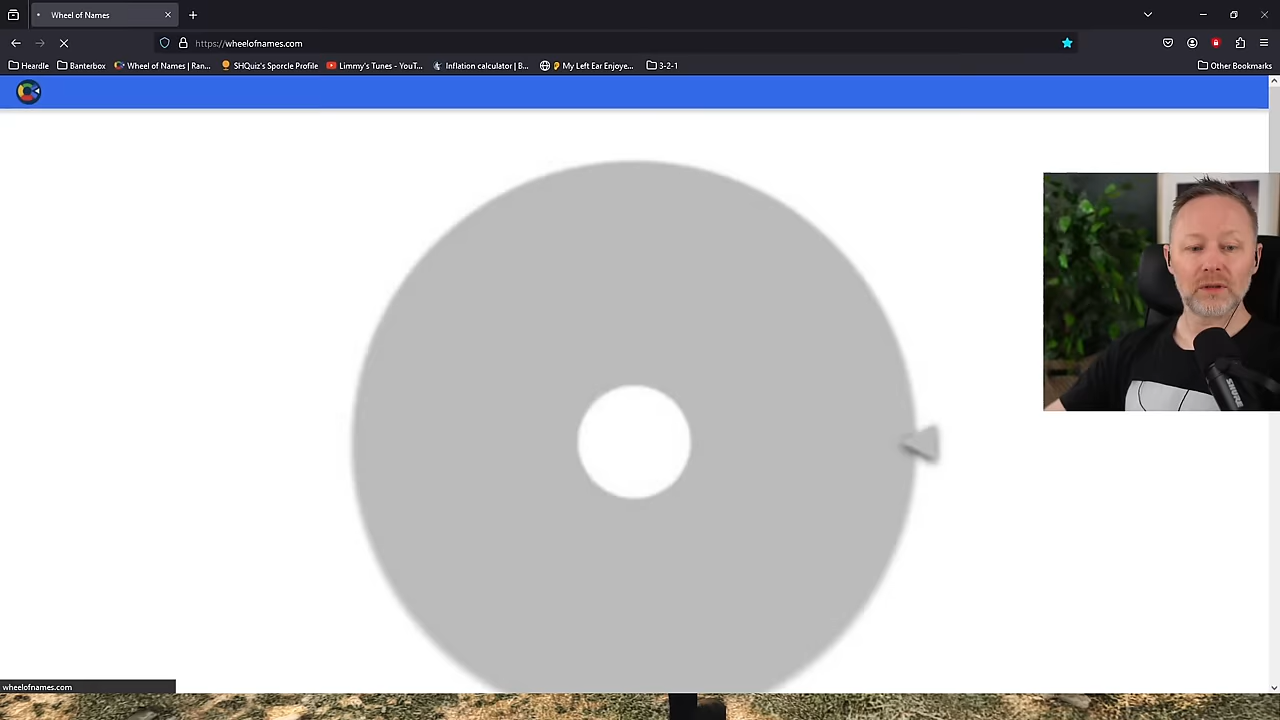 Wheel of Names
https://wheelofnames.com
Heardle Banterbox Wheel of Names | Ran... SHQuiz's Sporcle Profile Limmy's Tunes - YouT... Inflation calculator | B... My Left Ear Enjoye... 3-2-1 Other Bookmarks
SHURE
wheelofnames.com